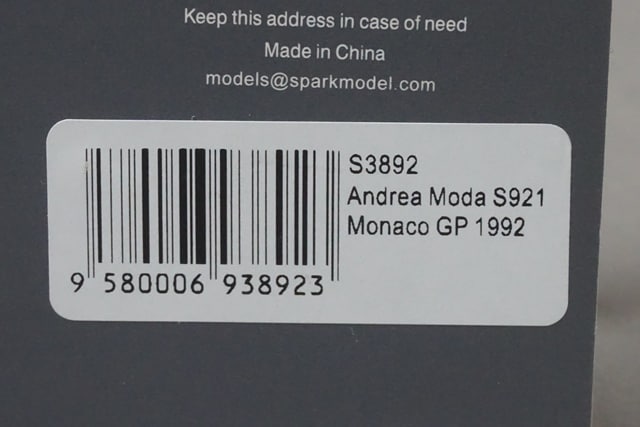 Keep this address in case of need
Made in China
models@sparkmodel.com
S3892
Andrea Moda S921
Monaco GP 1992
9 580006 938923